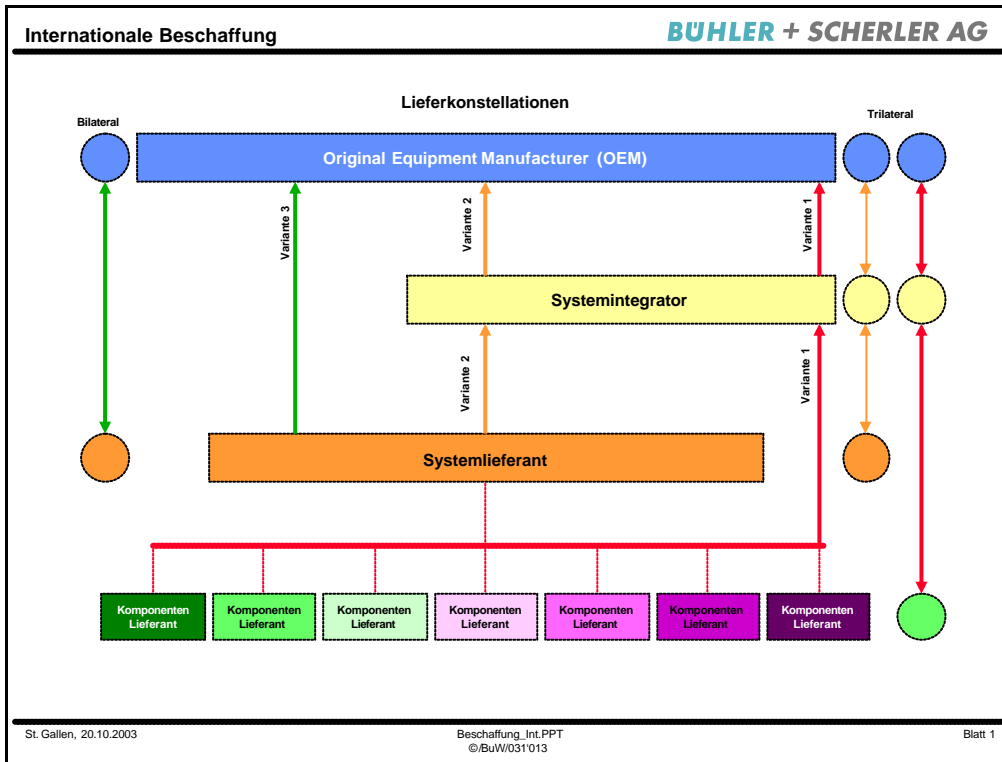 Internationale Beschaffung
BÜHLER + SCHERLER AG
Lieferkonstellationen
Bilateral
Trilateral
Original Equipment Manufacturer (OEM)
Variante 3
Variante 2
Variante 1
Systemintegrator
Variante 2
Variante 1
Systemlieferant
Komponenten
Lieferant
Komponenten
Lieferant
Komponenten
Lieferant
Komponenten
Lieferant
Komponenten
Lieferant
Komponenten
Lieferant
Komponenten
Lieferant
St. Gallen, 20.10.2003
Beschaffung_Int.PPT
©/BuW/031'013
Blatt 1